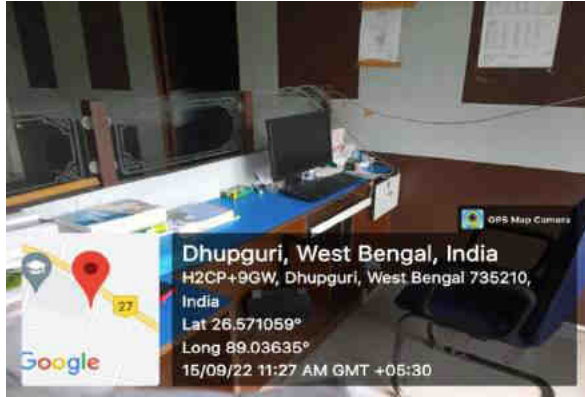 GPS Map Camera
Dhupguri, West Bengal, India
H2CP+9GW, Dhupguri, West Bengal 735210,
India
Lat 26.571059°
Long 89.03635°
15/09/22 11:27 AM GMT +05:30
27
Google